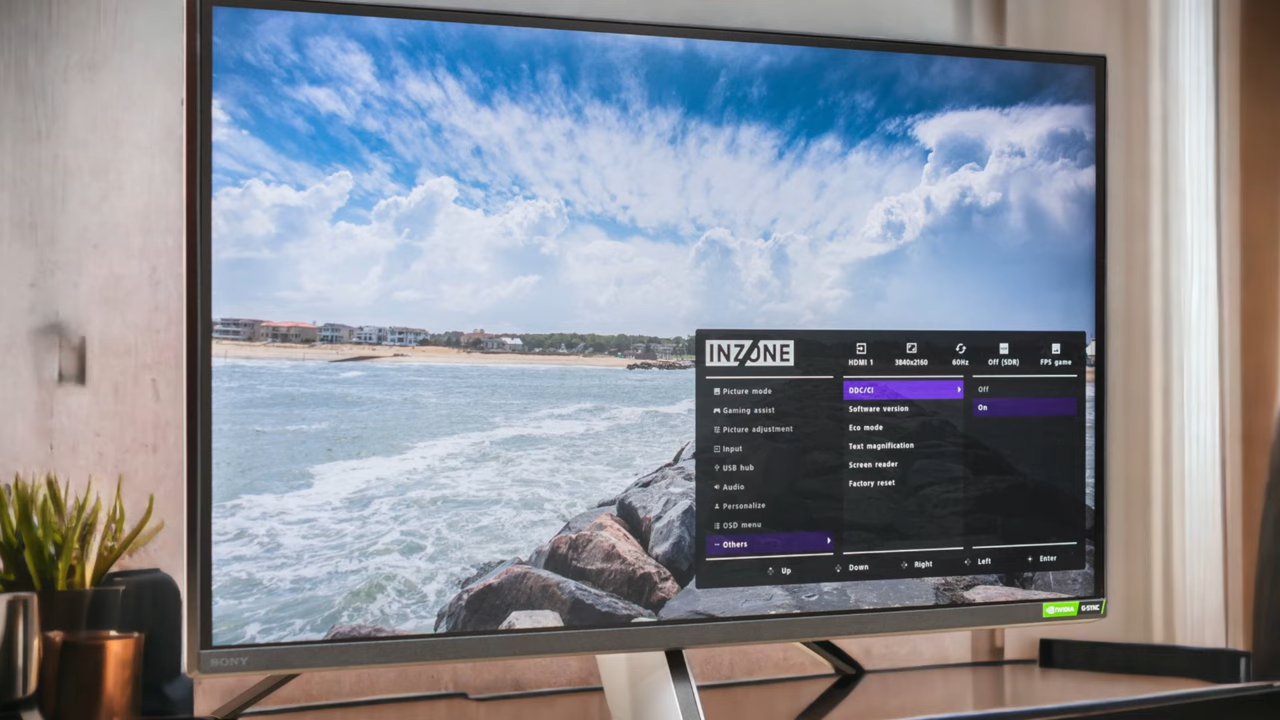 INZONE
HDMI 1
3840x2160
60Hz
Off (SDR)
FPS game
Picture mode
Gaming assist
Picture adjustment
Input
USB hub
Audio
Personalize
OSD menu
Others
DDC/CI
Software version
Eco mode
Text magnification
Screen reader
Factory reset
Off
On
Up
Down
Right
Left
Enter
NVIDIA G-SYNC
SONY